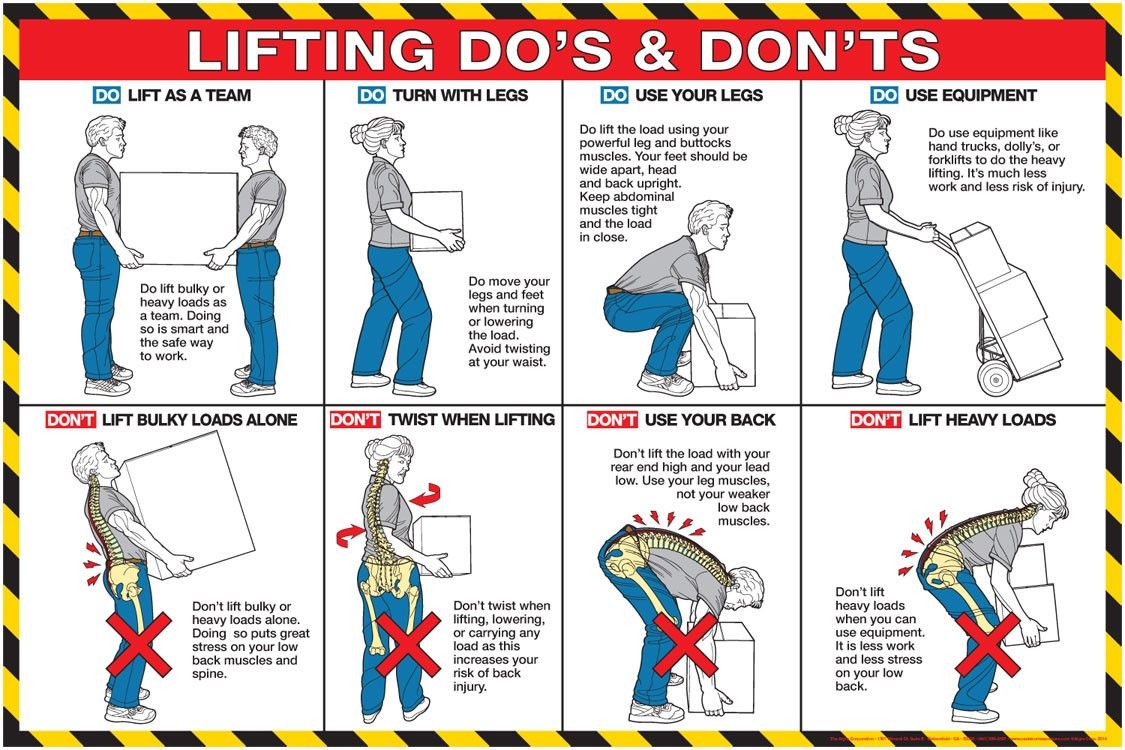 LIFTING DO'S & DON'TS
DO LIFT AS A TEAM
Do lift bulky or
heavy loads as
a team. Doing
so is smart and
the safe way
to work.
DO TURN WITH LEGS
Do move your
legs and feet
when turning
or lowering
the load.
Avoid twisting
at your waist.
DO USE YOUR LEGS
Do lift the load using your
powerful leg and buttocks
muscles. Your feet should be
wide apart, head
and back upright.
Keep abdominal
muscles tight
and the load
in close.
DO USE EQUIPMENT
Do use equipment like
hand trucks, dolly's, or
forklifts to do the heavy
lifting. It's much less
work and less risk of injury.
DON'T LIFT BULKY LOADS ALONE
Don't lift bulky or
heavy loads alone.
Doing so puts great
stress on your low
back muscles and
spine.
DON'T TWIST WHEN LIFTING
Don't twist when
lifting, lowering,
or carrying any
load as this
increases your
risk of back
injury.
DON'T USE YOUR BACK
Don't lift the load with your
rear end high and your lead
low. Use your leg muscles,
not your weaker
low back
muscles.
DON'T LIFT HEAVY LOADS
Don't lift
heavy loads
when you can
use equipment.
It is less work
and less stress
on your low
back.